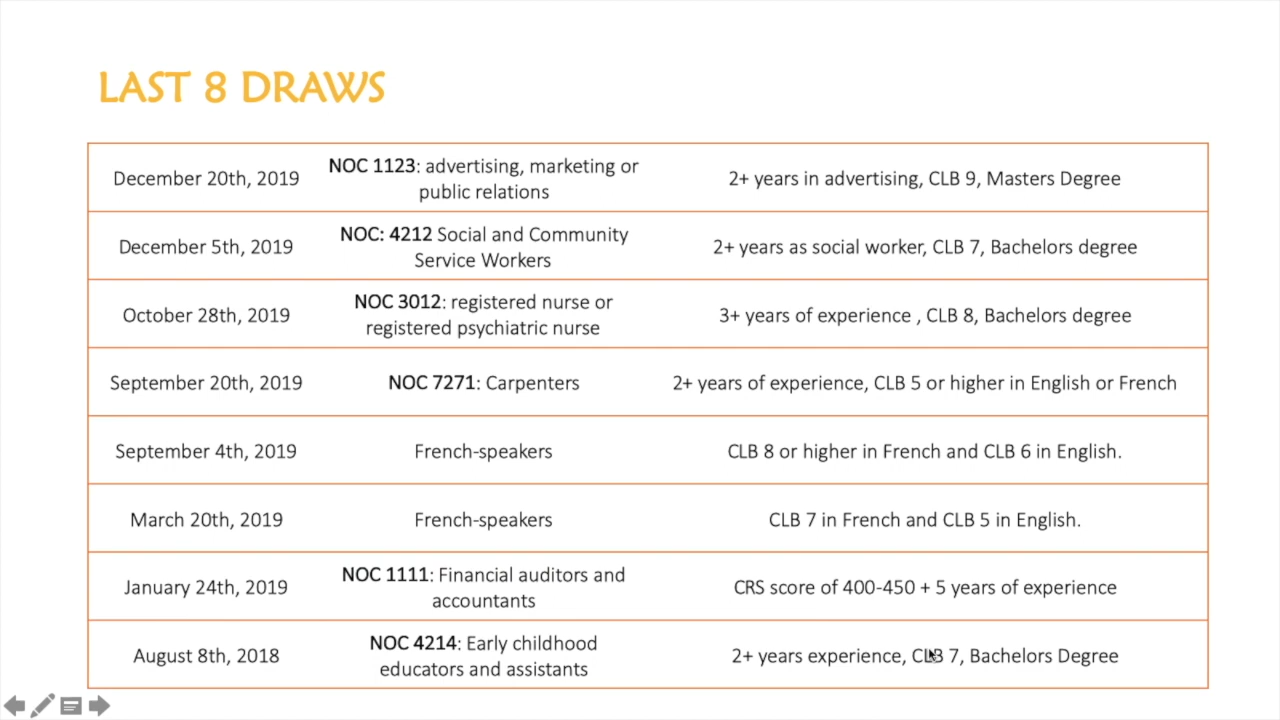 LAST 8 DRAWS
December 20th, 2019
NOC 1123: advertising, marketing or
public relations
2+ years in advertising, CLB 9, Masters Degree
December 5th, 2019
NOC: 4212 Social and Community
Service Workers
2+ years as social worker, CLB 7, Bachelors degree
October 28th, 2019
NOC 3012: registered nurse or
registered psychiatric nurse
3+ years of experience , CLB 8, Bachelors degree
September 20th, 2019
NOC 7271: Carpenters
2+ years of experience, CLB 5 or higher in English or French
September 4th, 2019
French-speakers
CLB 8 or higher in French and CLB 6 in English.
March 20th, 2019
French-speakers
CLB 7 in French and CLB 5 in English.
January 24th, 2019
NOC 1111: Financial auditors and
accountants
CRS score of 400-450 + 5 years of experience
August 8th, 2018
NOC 4214: Early childhood
educators and assistants
2+ years experience, CLB 7, Bachelors Degree